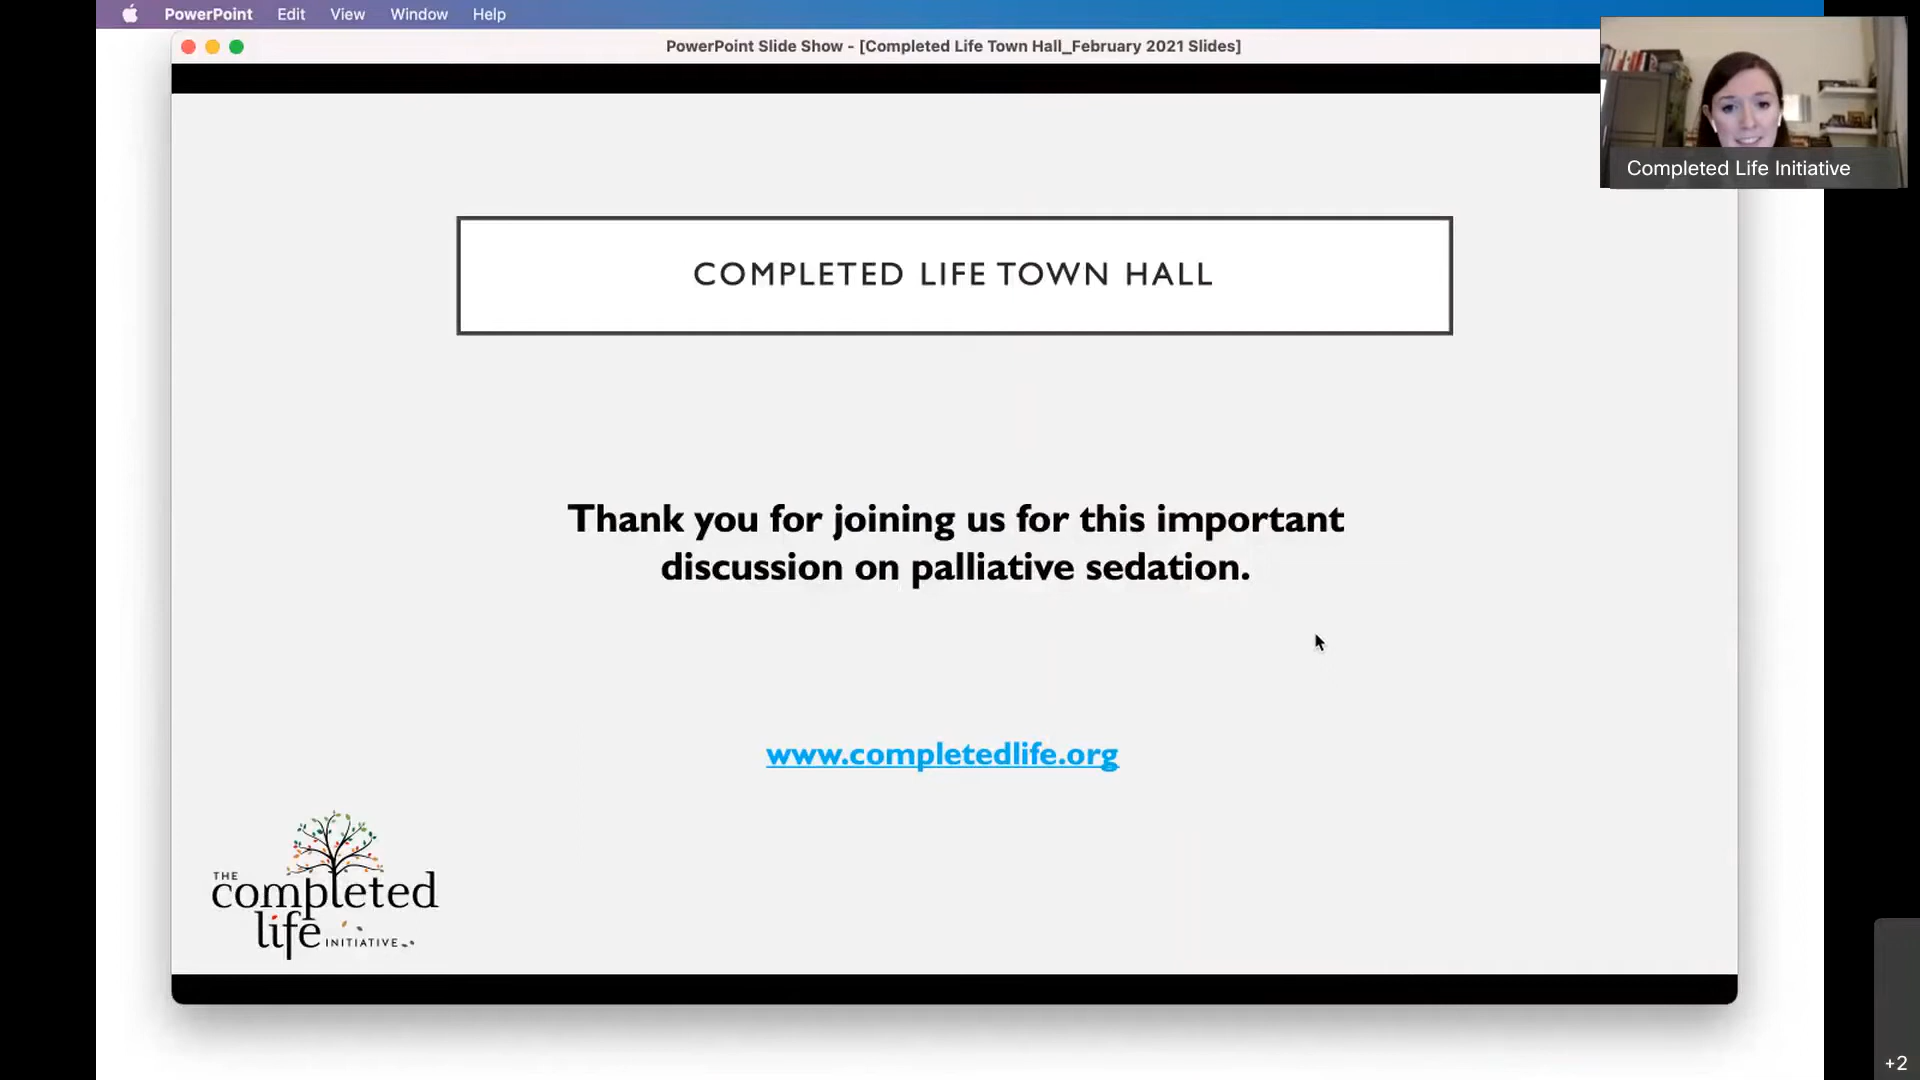 PowerPoint Edit View Window Help
PowerPoint Slide Show - [Completed Life Town Hall_February 2021 Slides]
Completed Life Initiative
COMPLETED LIFE TOWN HALL
Thank you for joining us for this important
discussion on palliative sedation.
www.completedlife.org
THE
completed
life INITIATIVE
+2